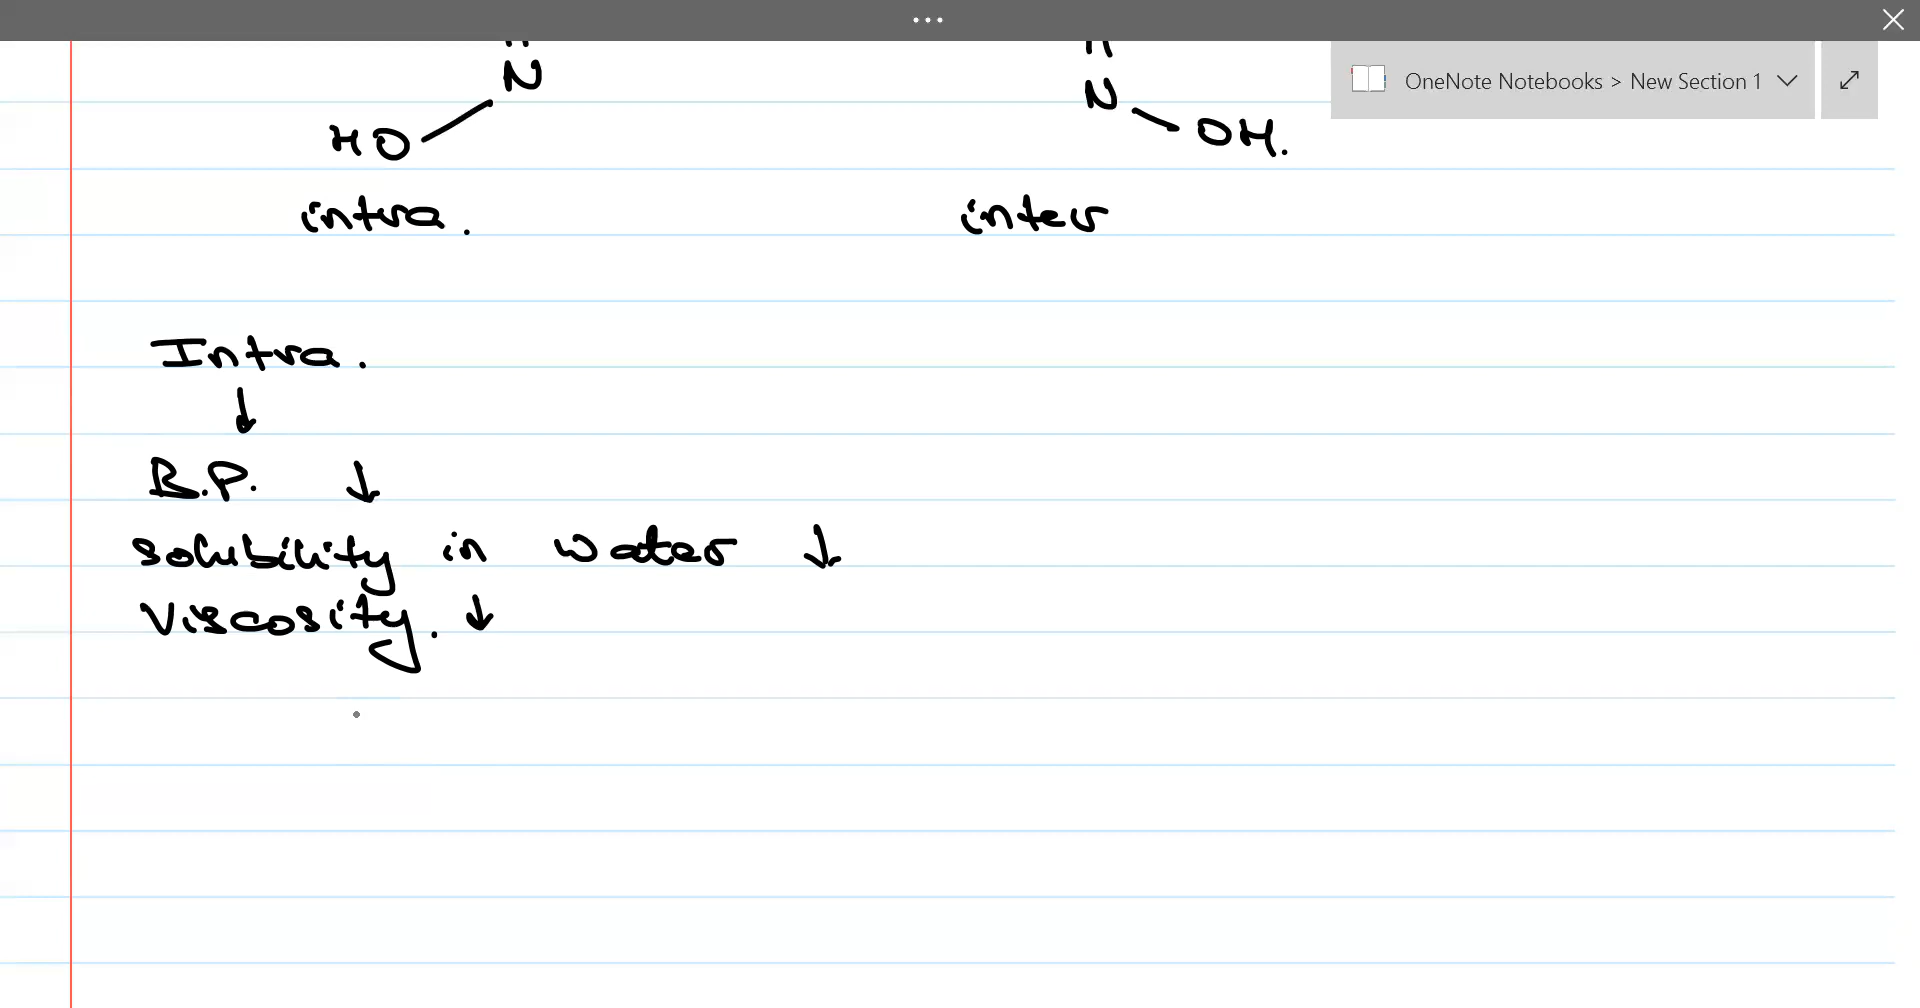 OneNote Notebooks > New Section 1
N
N
HO
OH.
intra.
inter
Intra.
↓
B.P. ↓
solubility in water ↓
Viscosity. ↓